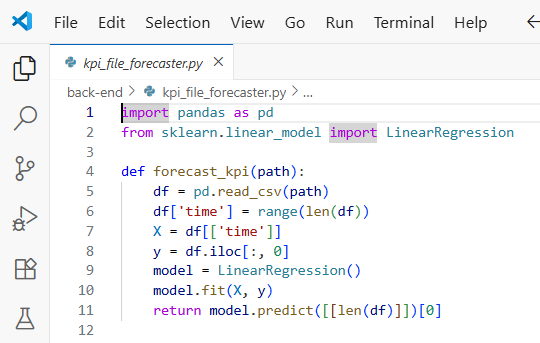 File Edit Selection View Go Run Terminal Help
kpi_file_forecaster.py
back-end > kpi_file_forecaster.py > ...
1 import pandas as pd
2 from sklearn.linear_model import LinearRegression
3
4 def forecast_kpi(path):
5     df = pd.read_csv(path)
6     df['time'] = range(len(df))
7     X = df[['time']]
8     y = df.iloc[:, 0]
9     model = LinearRegression()
10     model.fit(X, y)
11     return model.predict([[len(df)]])[0]
12